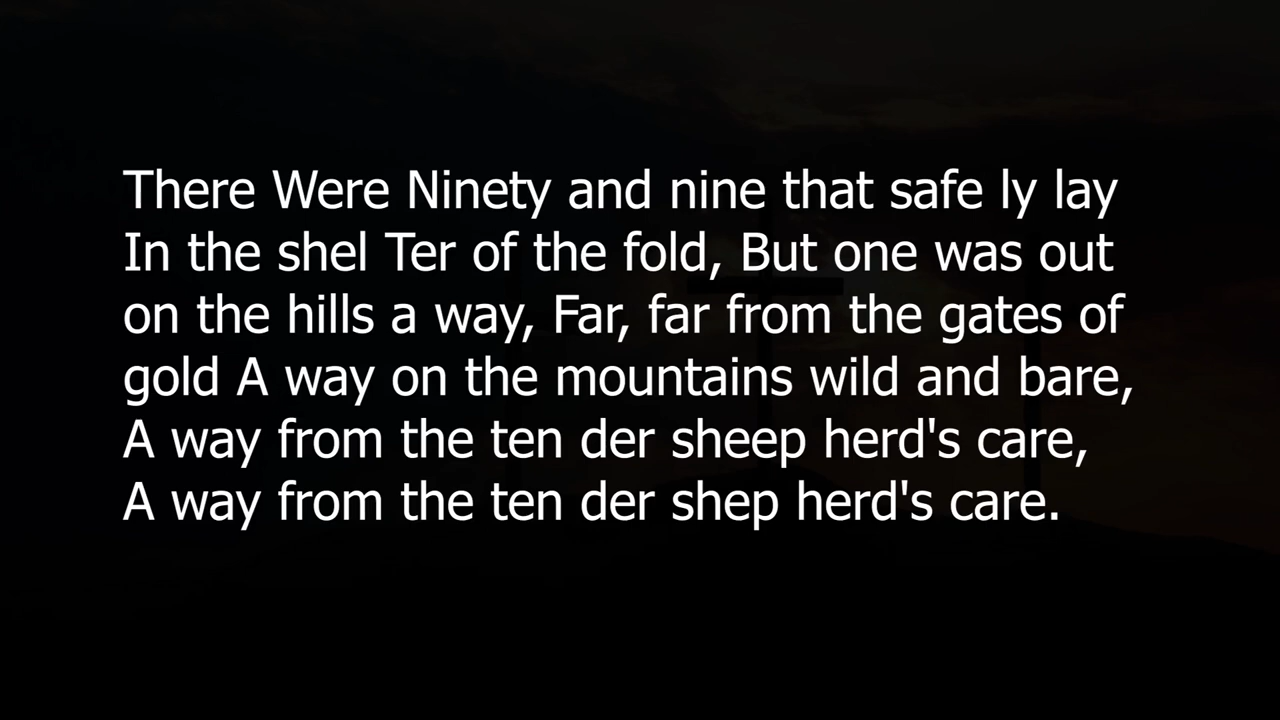 There Were Ninety and nine that safe ly lay
In the shel Ter of the fold, But one was out
on the hills a way, Far, far from the gates of
gold A way on the mountains wild and bare,
A way from the ten der sheep herd's care,
A way from the ten der shep herd's care.